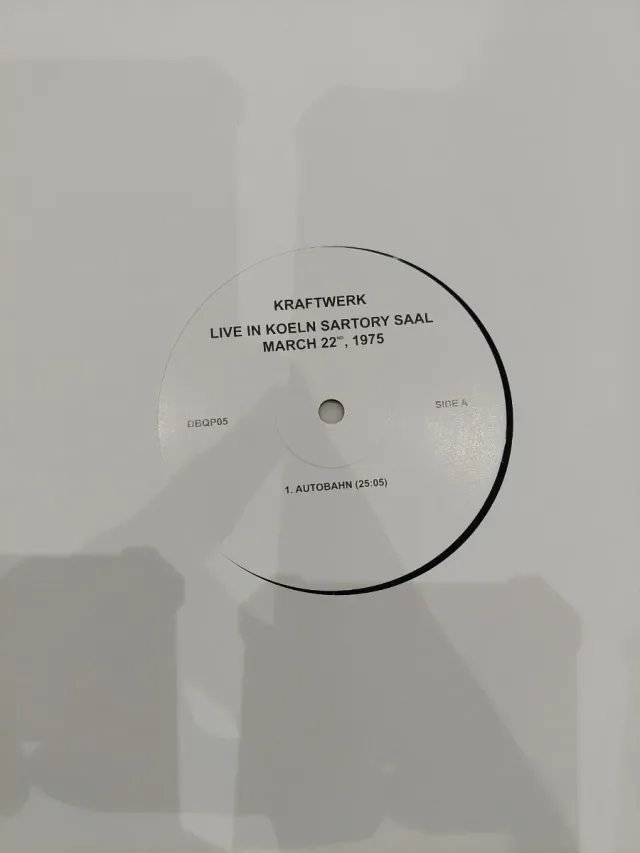 KRAFTWERK
LIVE IN KOELN SARTORY SAAL
MARCH 22ND, 1975
SIDE A
DBQP05
1. AUTOBAHN (25:05)